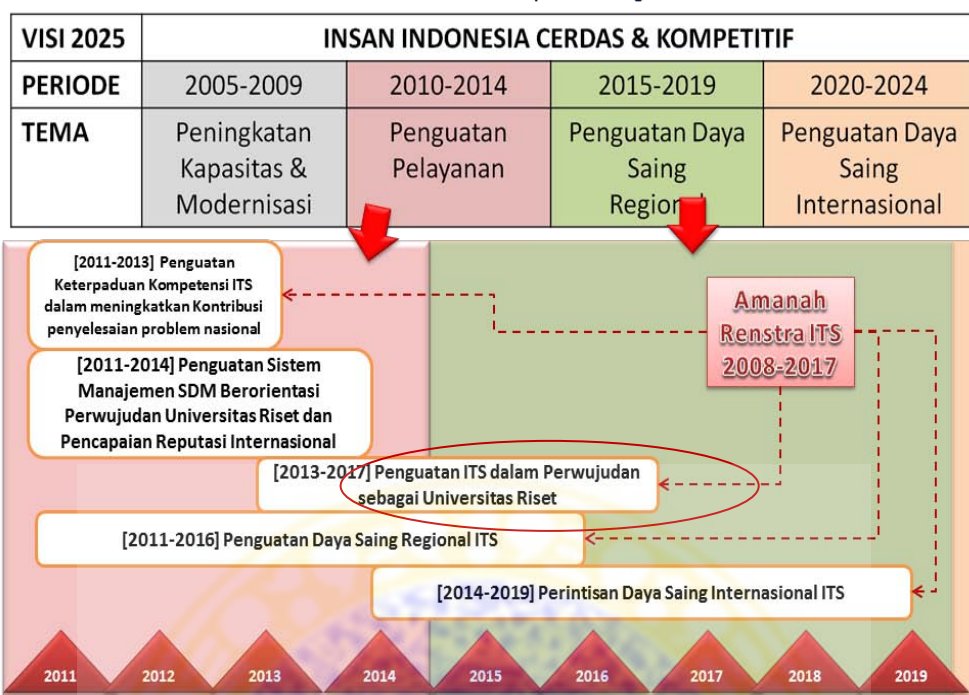 VISI 2025
INSAN INDONESIA CERDAS & KOMPETITIF
PERIODE
2005-2009
2010-2014
2015-2019
2020-2024
TEMA
Peningkatan
Kapasitas &
Modernisasi
Penguatan
Pelayanan
Penguatan Daya
Saing
Regional
Penguatan Daya
Saing
Internasional
[2011-2013] Penguatan
Keterpaduan Kompetensi ITS
dalam meningkatkan Kontribusi
penyelesaian problem nasional
Amanah
Renstra ITS
2008-2017
[2011-2014] Penguatan Sistem
Manajemen SDM Berorientasi
Perwujudan Universitas Riset dan
Pencapaian Reputasi Internasional
[2013-2017] Penguatan ITS dalam Perwujudan
sebagai Universitas Riset
[2011-2016] Penguatan Daya Saing Regional ITS
[2014-2019] Perintisan Daya Saing Internasional ITS
2011
2012
2013
2014
2015
2016
2017
2018
2019